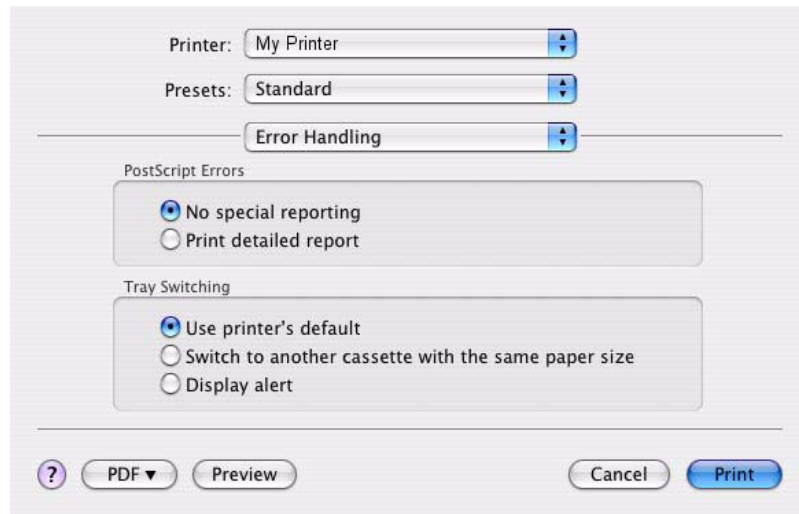 Printer: My Printer
Presets: Standard
Error Handling
PostScript Errors
No special reporting
Print detailed report
Tray Switching
Use printer's default
Switch to another cassette with the same paper size
Display alert
? PDF ▼ Preview Cancel Print